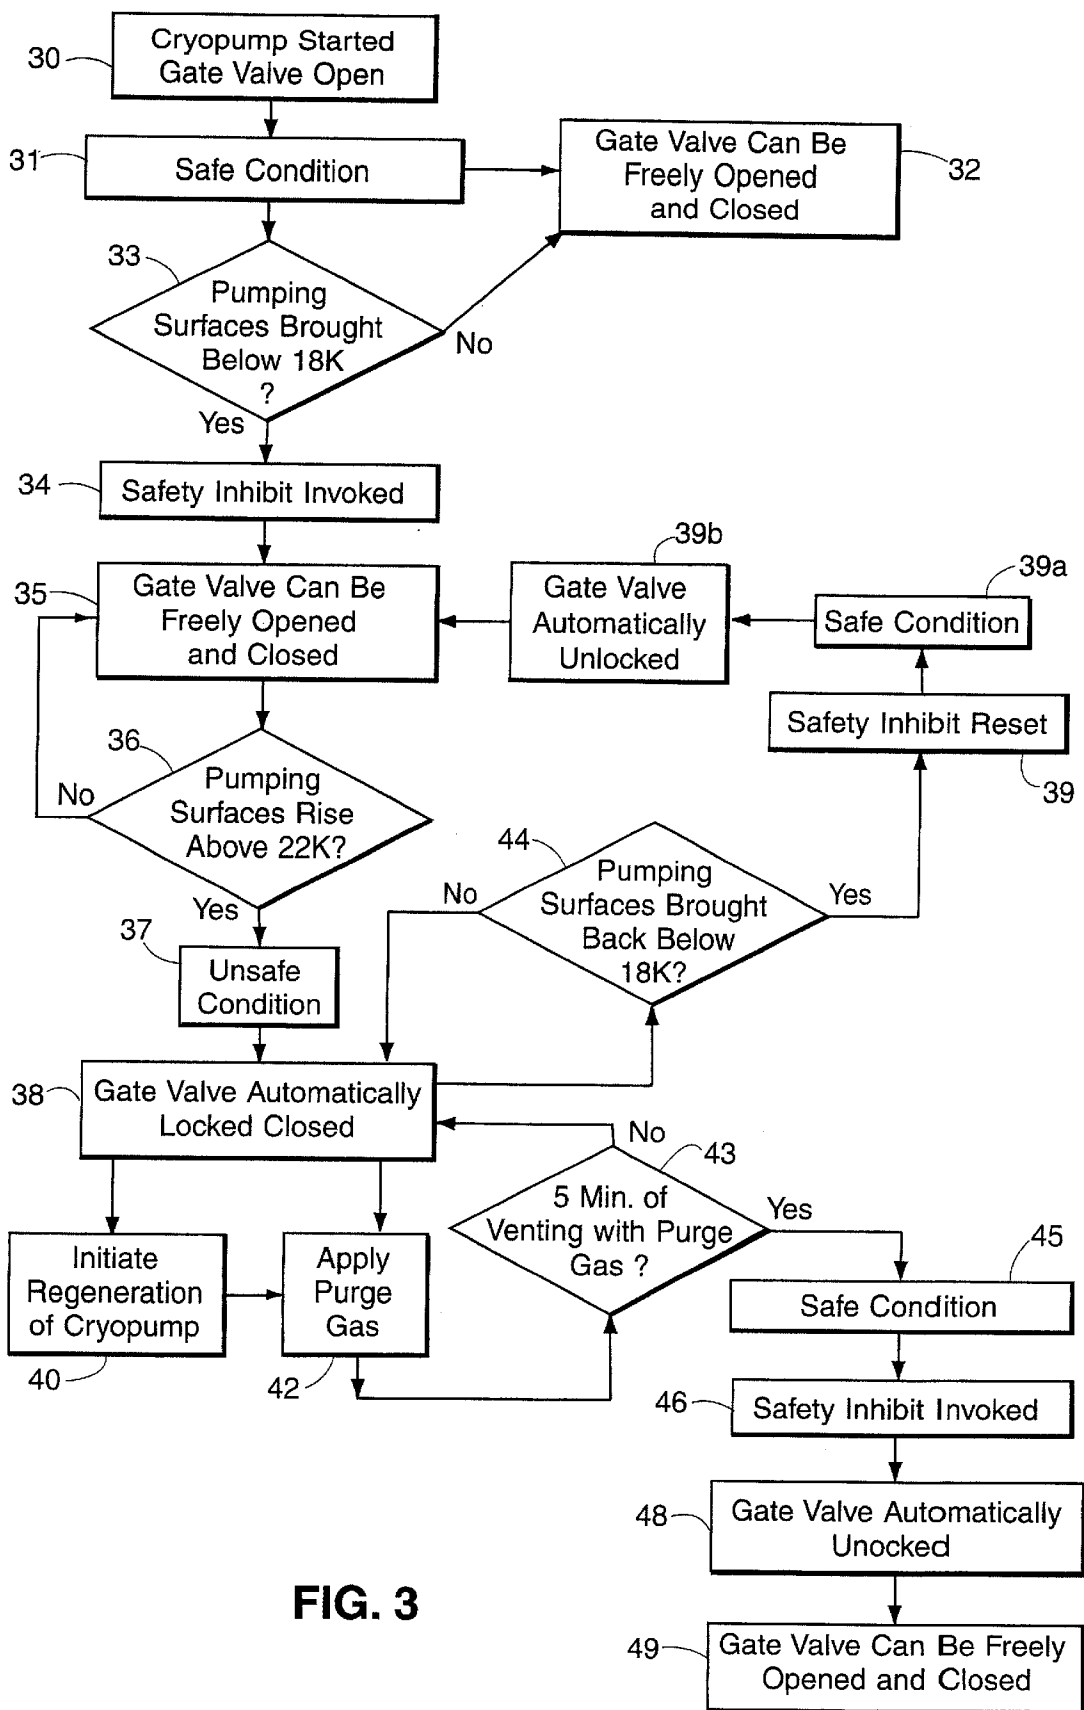 30
Cryopump Started
Gate Valve Open
31
Safe Condition
Gate Valve Can Be
Freely Opened
and Closed
32
33
Pumping
Surfaces Brought
Below 18K
?
No
Yes
34
Safety Inhibit Invoked
35
Gate Valve Can Be
Freely Opened
and Closed
39b
Gate Valve
Automatically
Unlocked
39a
Safe Condition
Safety Inhibit Reset
39
36
Pumping
Surfaces Rise
Above 22K?
No
Yes
44
Pumping
Surfaces Brought
Back Below
18K?
No
Yes
37
Unsafe
Condition
38
Gate Valve Automatically
Locked Closed
No
43
5 Min. of
Venting with Purge
Gas ?
Yes
Initiate
Regeneration
of Cryopump
40
Apply
Purge
Gas
42
45
Safe Condition
46
Safety Inhibit Invoked
48
Gate Valve Automatically
Unocked
49
Gate Valve Can Be Freely
Opened and Closed
FIG. 3